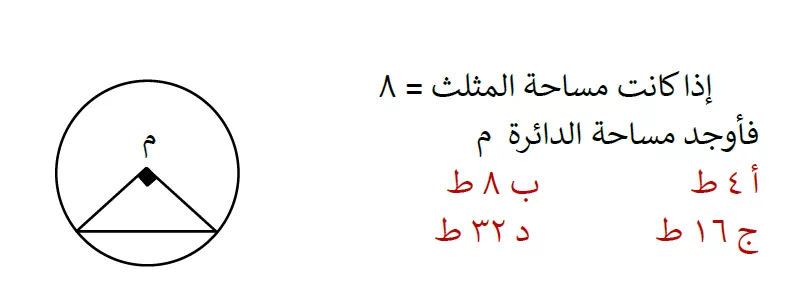 إذا كانت مساحة المثلث = ٨
فأوجد مساحة الدائرة م
أ ٤ ط ب ٨ ط
ج ١٦ ط د ٣٢ ط
م